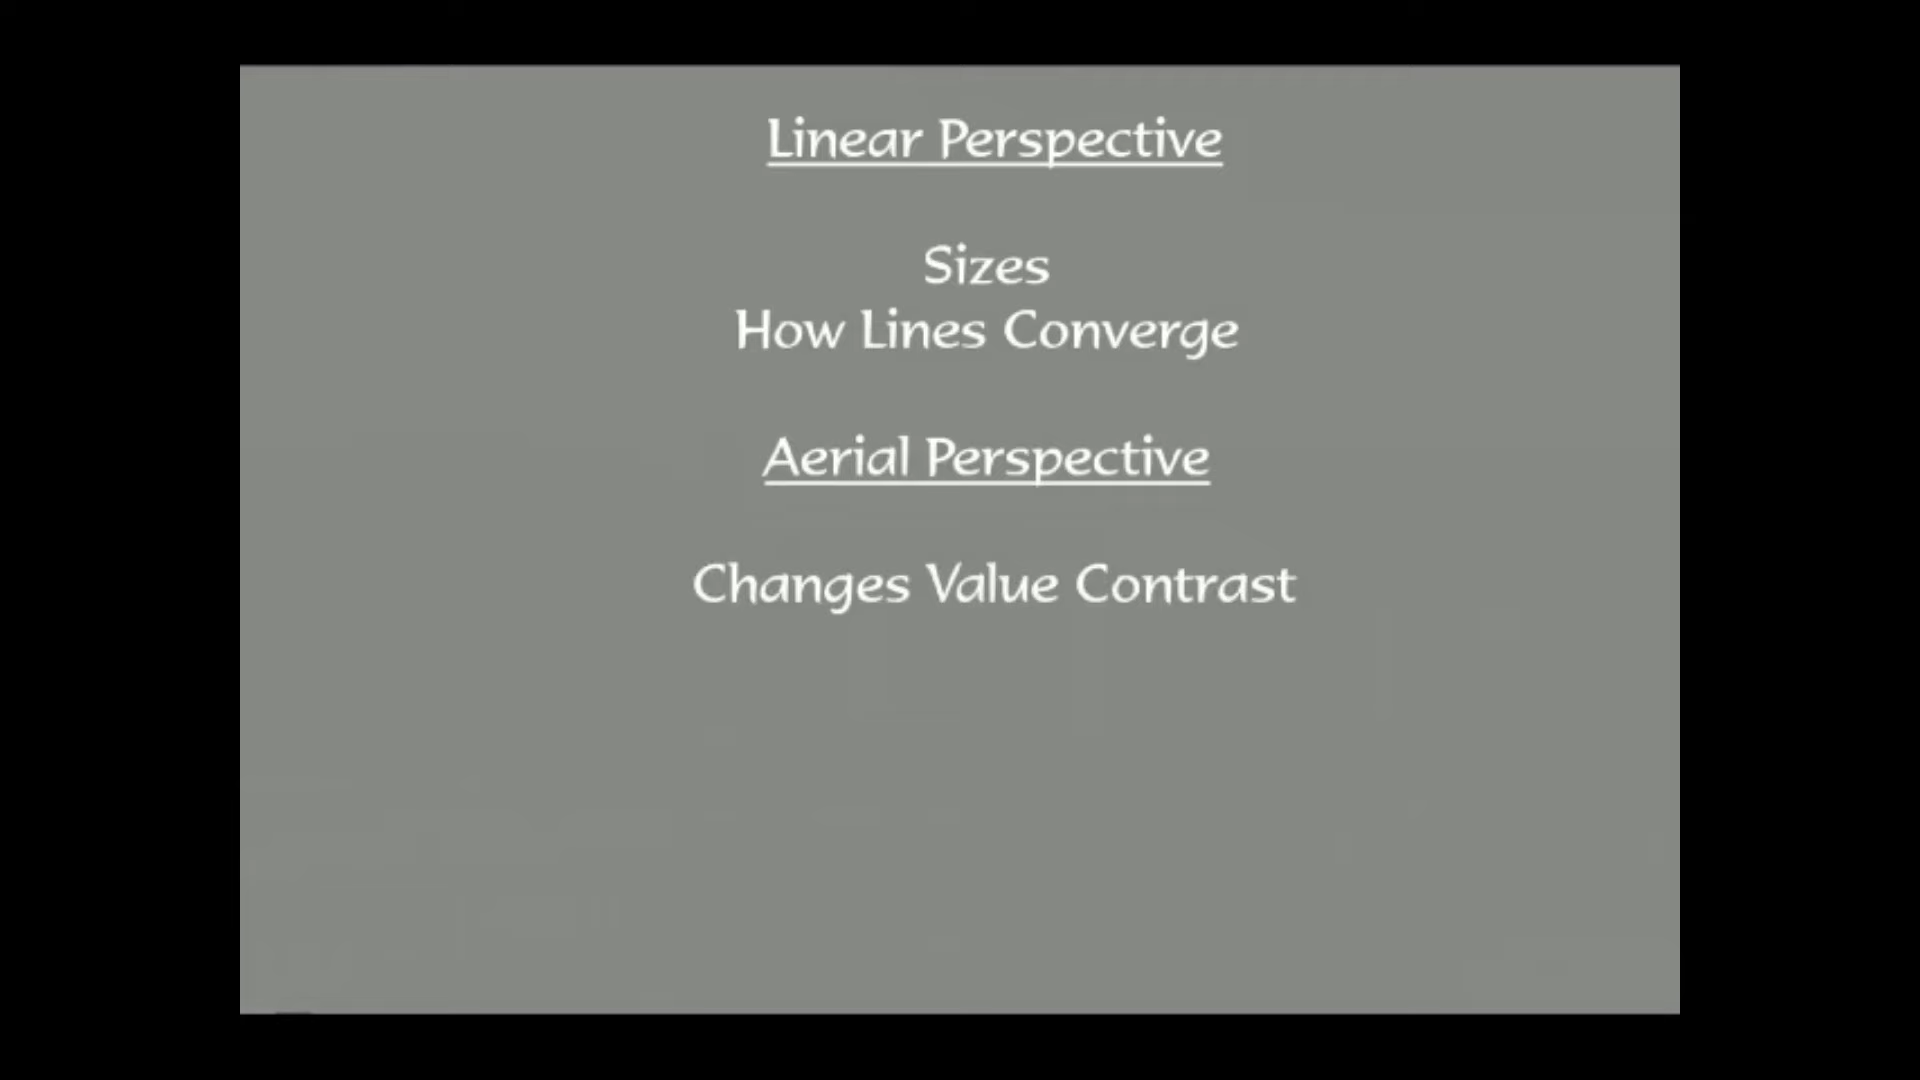 Linear Perspective
Sizes
How Lines Converge
Aerial Perspective
Changes Value Contrast